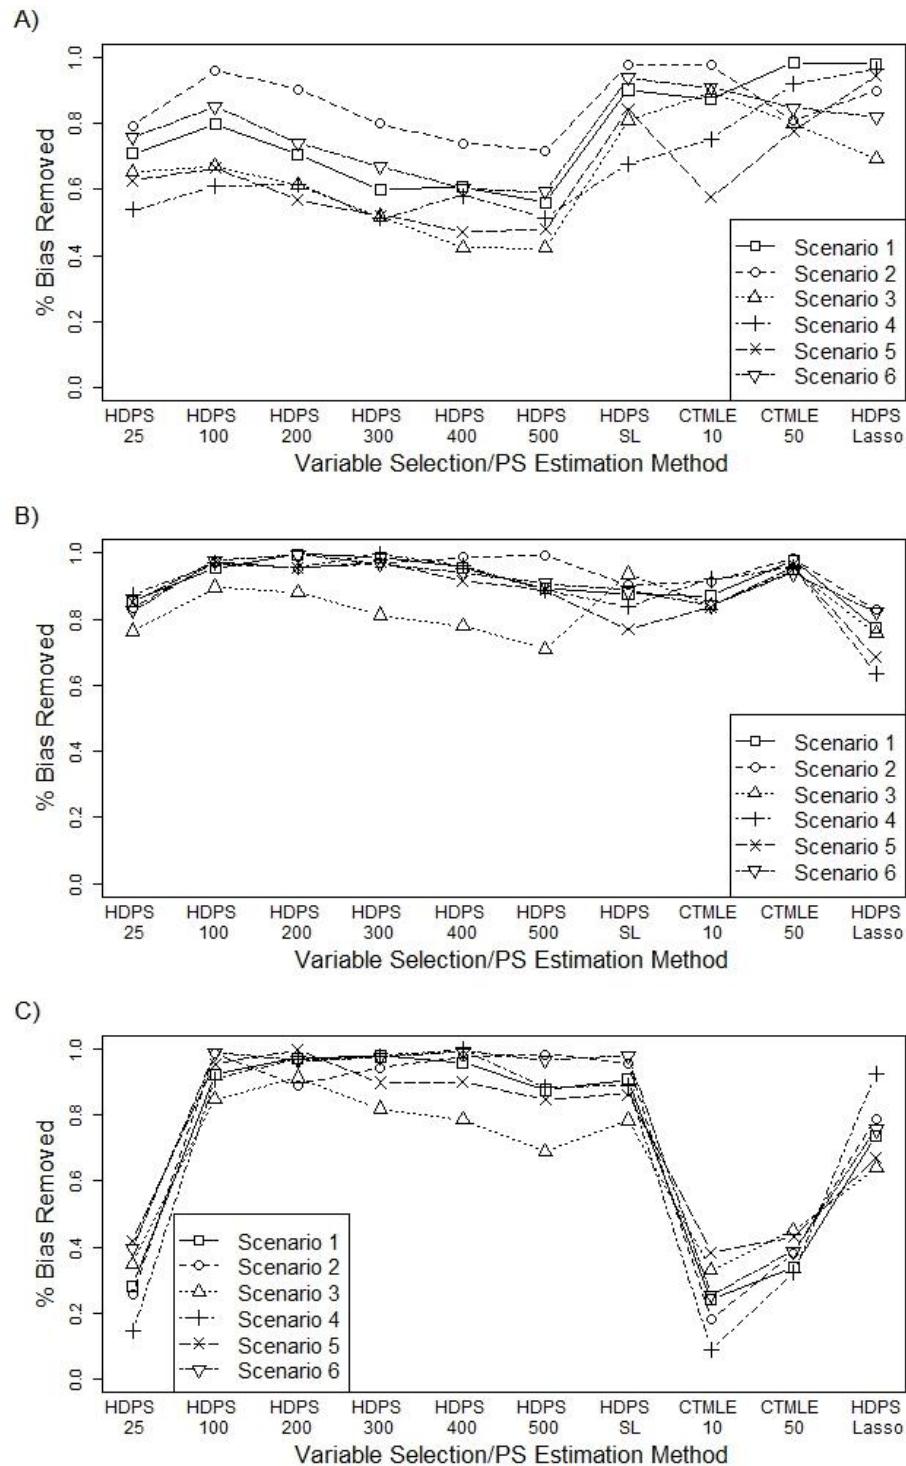 A)
% Bias Removed
1.0
0.8
0.6
0.4
0.2
0.0
Scenario 1
Scenario 2
Scenario 3
Scenario 4
Scenario 5
Scenario 6
HDPS HDPS HDPS HDPS HDPS HDPS HDPS CTMLE CTMLE HDPS
25 100 200 300 400 500 SL 10 50 Lasso
Variable Selection/PS Estimation Method
B)
% Bias Removed
1.0
0.8
0.6
0.4
0.2
0.0
Scenario 1
Scenario 2
Scenario 3
Scenario 4
Scenario 5
Scenario 6
HDPS HDPS HDPS HDPS HDPS HDPS HDPS CTMLE CTMLE HDPS
25 100 200 300 400 500 SL 10 50 Lasso
Variable Selection/PS Estimation Method
C)
% Bias Removed
1.0
0.8
0.6
0.4
0.2
0.0
Scenario 1
Scenario 2
Scenario 3
Scenario 4
Scenario 5
Scenario 6
HDPS HDPS HDPS HDPS HDPS HDPS HDPS CTMLE CTMLE HDPS
25 100 200 300 400 500 SL 10 50 Lasso
Variable Selection/PS Estimation Method